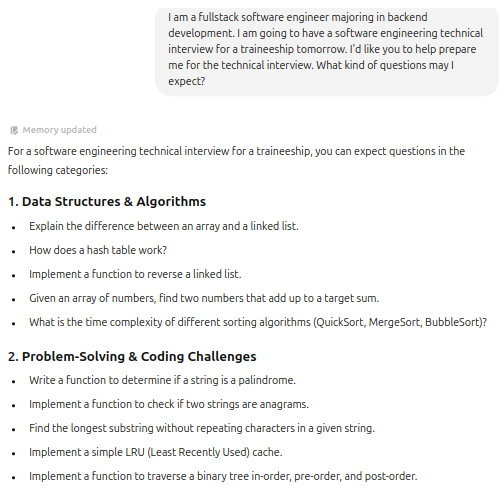 I am a fullstack software engineer majoring in backend
development. I am going to have a software engineering technical
interview for a traineeship tomorrow. I'd like you to help prepare
me for the technical interview. What kind of questions may I
expect?
Memory updated
For a software engineering technical interview for a traineeship, you can expect questions in the
following categories:
1. Data Structures & Algorithms
• Explain the difference between an array and a linked list.
• How does a hash table work?
• Implement a function to reverse a linked list.
• Given an array of numbers, find two numbers that add up to a target sum.
• What is the time complexity of different sorting algorithms (QuickSort, MergeSort, BubbleSort)?
2. Problem-Solving & Coding Challenges
• Write a function to determine if a string is a palindrome.
• Implement a function to check if two strings are anagrams.
• Find the longest substring without repeating characters in a given string.
• Implement a simple LRU (Least Recently Used) cache.
• Implement a function to traverse a binary tree in-order, pre-order, and post-order.